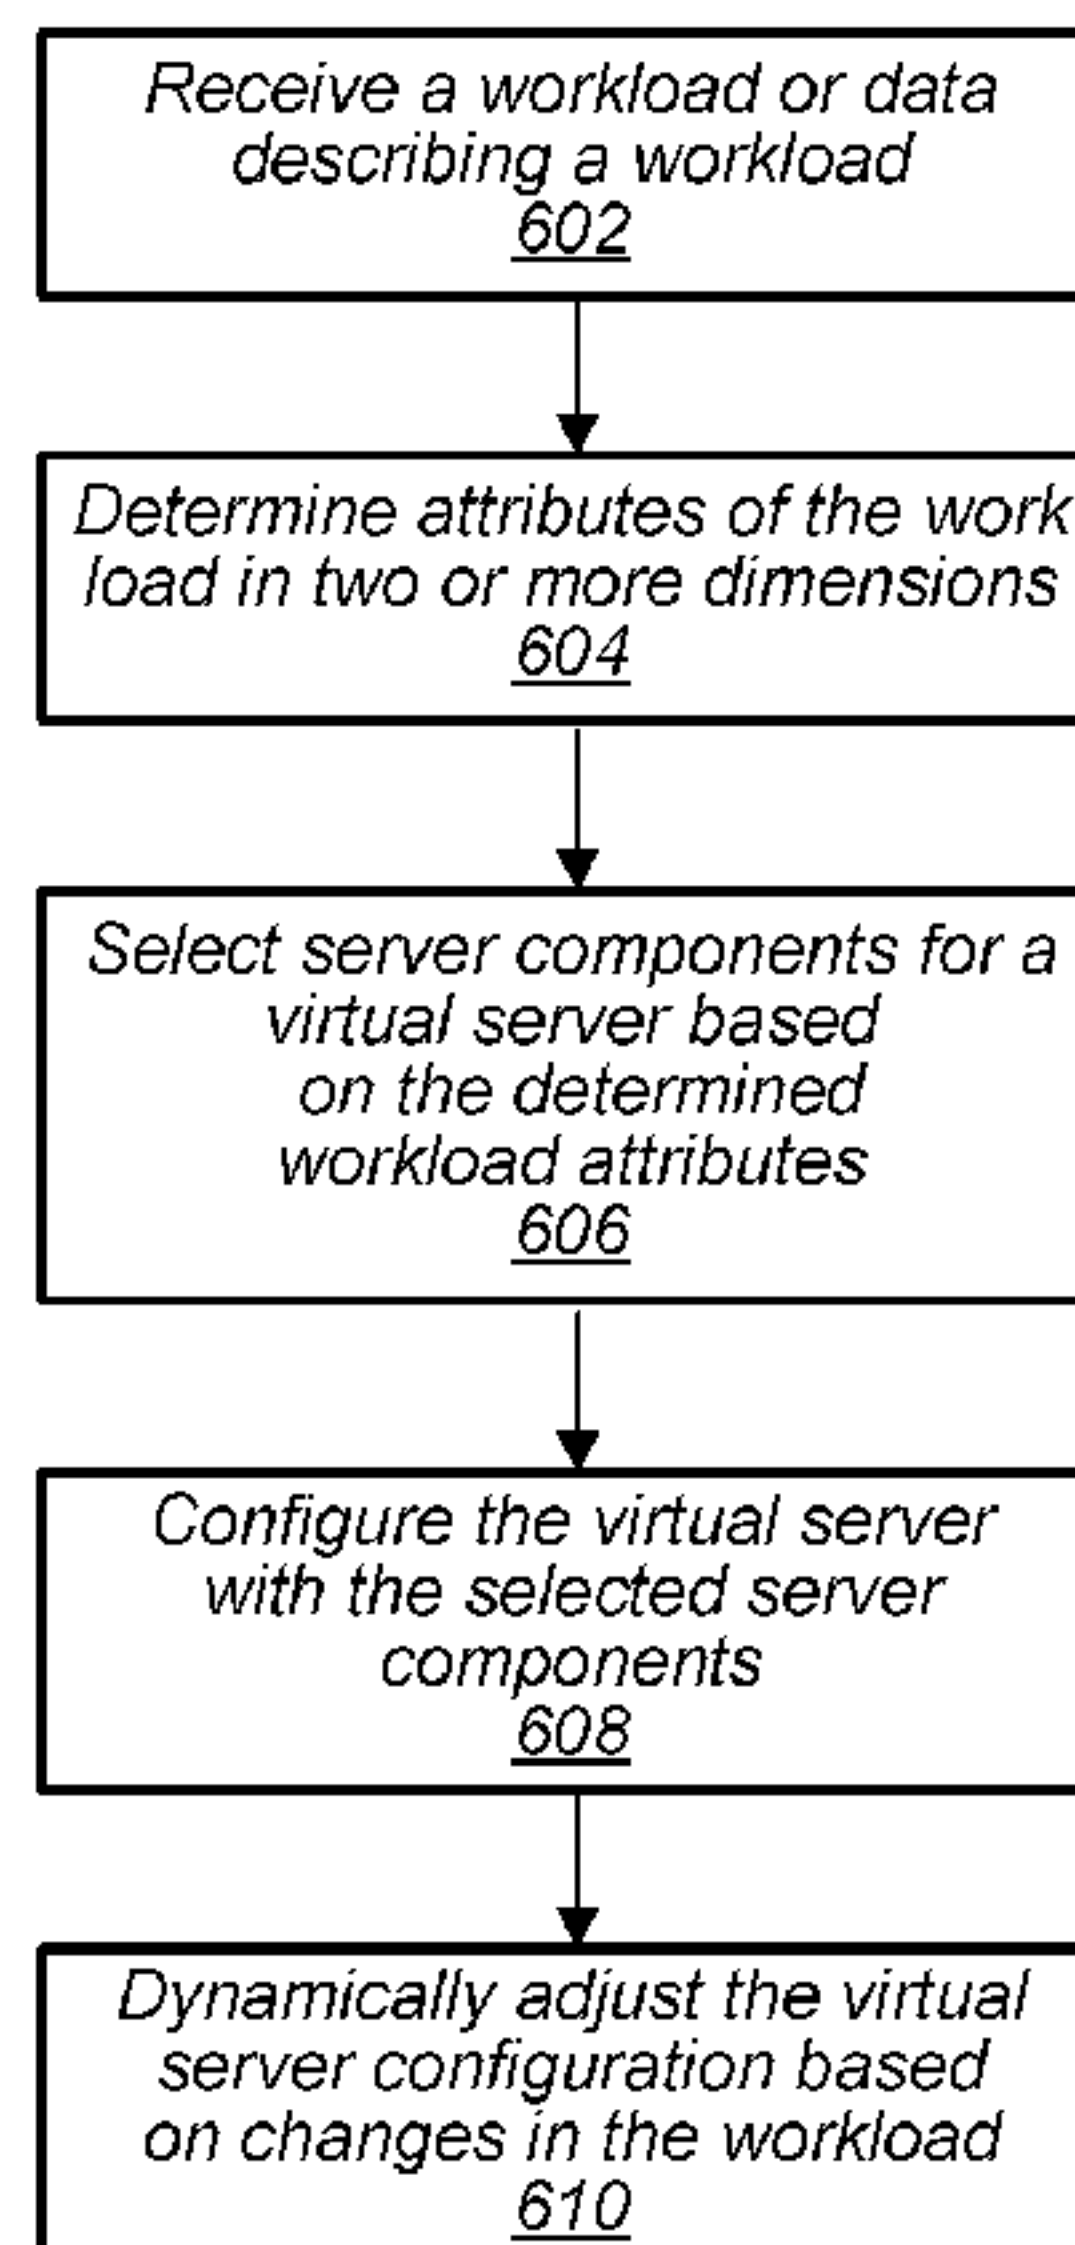 Receive a workload or data
describing a workload
602
Determine attributes of the work
load in two or more dimensions
604
Select server components for a
virtual server based
on the determined
workload attributes
606
Configure the virtual server
with the selected server
components
608
Dynamically adjust the virtual
server configuration based
on changes in the workload
610